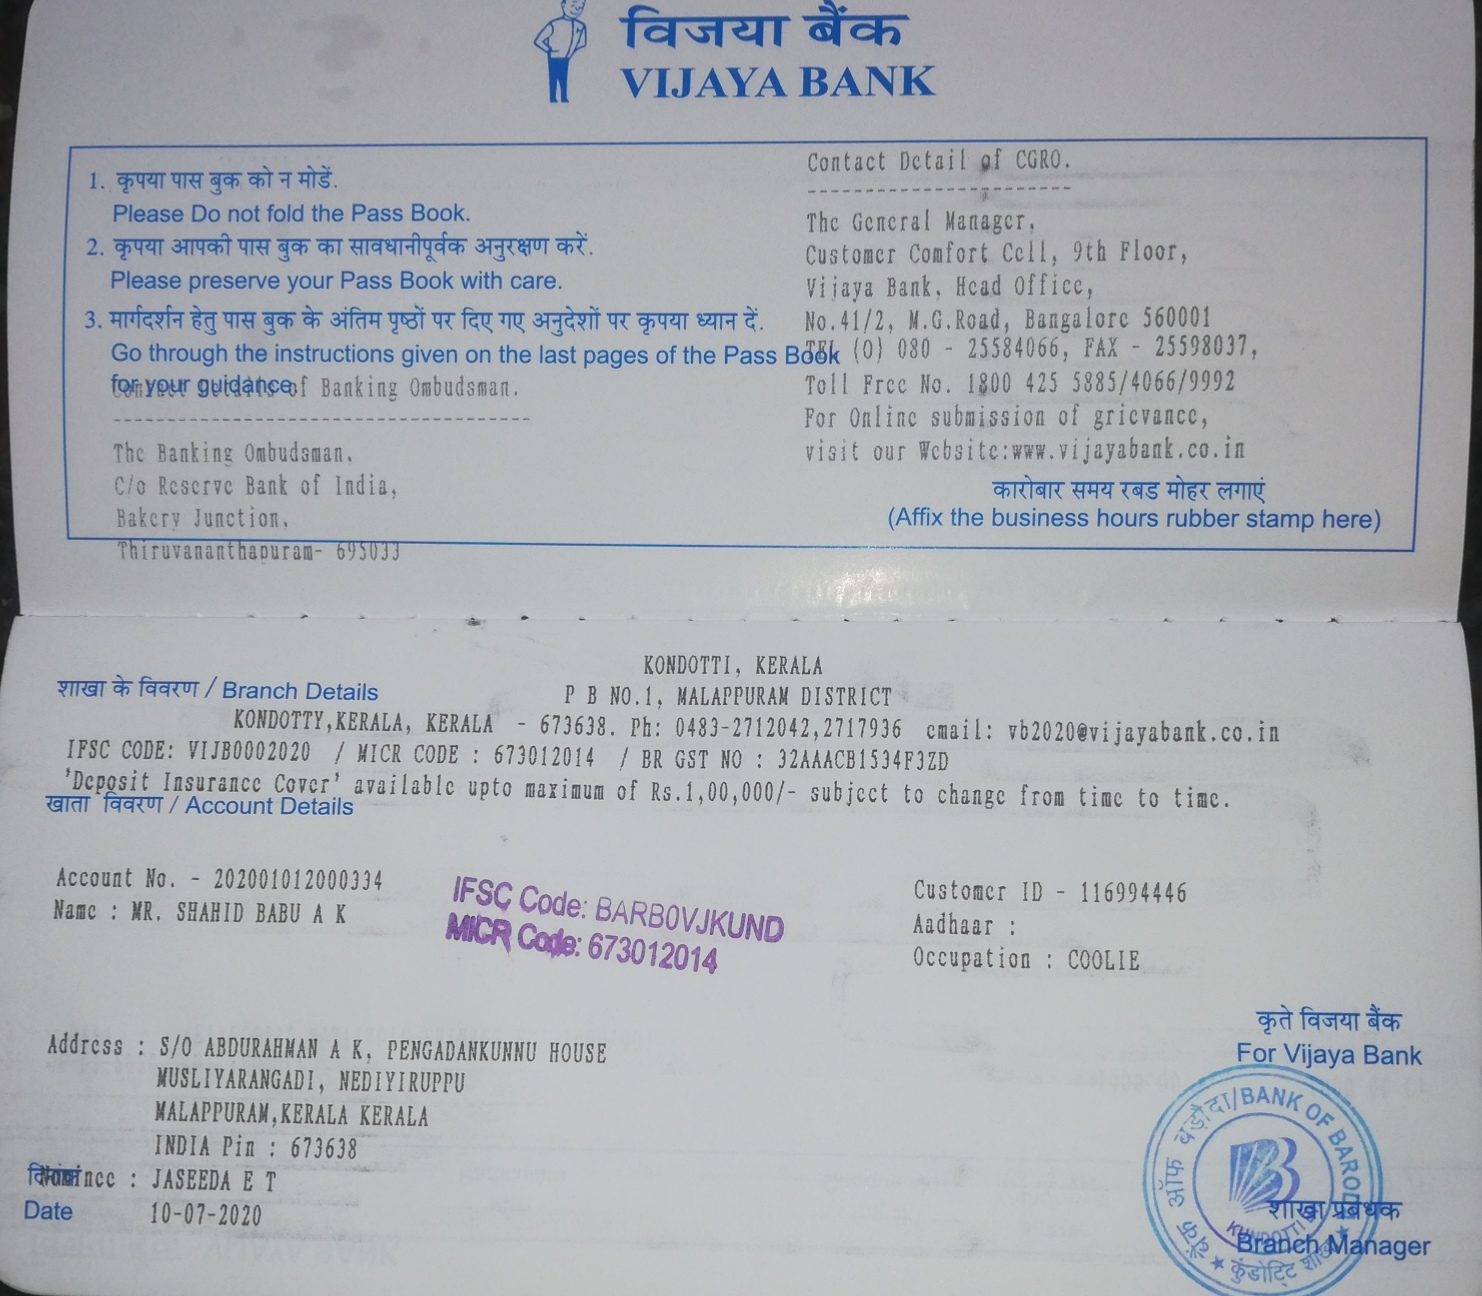 विजया बैंक
VIJAYA BANK
1. कृपया पास बुक को न मोडें.
Please Do not fold the Pass Book.
2. कृपया आपकी पास बुक का सावधानीपूर्वक अनुरक्षण करें.
Please preserve your Pass Book with care.
3. मार्गदर्शन हेतु पास बुक के अंतिम पृष्ठों पर दिए गए अनुदेशों पर कृपया ध्यान दें.
Go through the instructions given on the last pages of the Pass Book
for your guidance.
of Banking Ombudsman.
The Banking Ombudsman,
C/o Reserve Bank of India,
Bakery Junction,
Thiruvananthapuram- 695033
Contact Detail of CGRO.
The General Manager,
Customer Comfort Cell, 9th Floor,
Vijaya Bank, Head Office,
No.41/2, M.G.Road, Bangalore 560001
TEL (0) 080 - 25584066, FAX - 25598037,
Toll Free No. 1800 425 5885/4066/9992
For Online submission of grievance,
visit our Website:www.vijayabank.co.in
कारोबार समय रबड मोहर लगाएं
(Affix the business hours rubber stamp here)
KONDOTTI, KERALA
शाखा के विवरण / Branch Details
P B NO.1, MALAPPURAM DISTRICT
KONDOTTY,KERALA, KERALA - 673638. Ph: 0483-2712042,2717936 email: vb2020@vijayabank.co.in
IFSC CODE: VIJB0002020 / MICR CODE : 673012014 / BR GST NO : 32AAACB1534F3ZD
'Deposit Insurance Cover' available upto maximum of Rs.1,00,000/- subject to change from time to time.
खाता विवरण / Account Details
Account No. - 202001012000334
Name : MR. SHAHID BABU A K
IFSC Code: BARB0VJKUND
MICR Code: 673012014
Customer ID - 116994446
Aadhaar :
Occupation : COOLIE
Address : S/O ABDURAHMAN A K, PENGADANKUNNU HOUSE
MUSLIYARANGADI, NEDIYIRUPPU
MALAPPURAM,KERALA KERALA
INDIA Pin : 673638
Nominee : JASEEDA E T
दिनांक
Date 10-07-2020
कृते विजया बैंक
For Vijaya Bank
बैंक ऑफ बड़ौदा/BANK OF BARODA
KUNDOTTI
कुंडोट्टि शाखा
शाखा प्रबंधक
Branch Manager